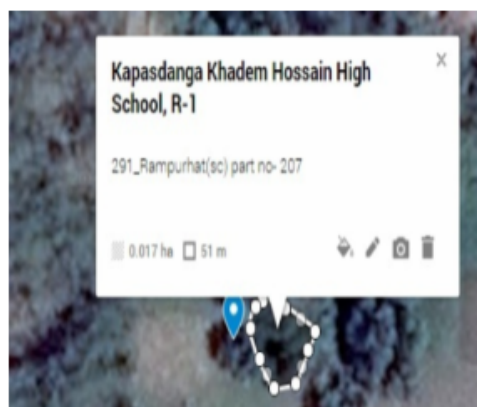 Kapasdanga Khadem Hossain High
School, R-1
291_Rampurhat(sc) part no- 207
0.017 ha 51 m